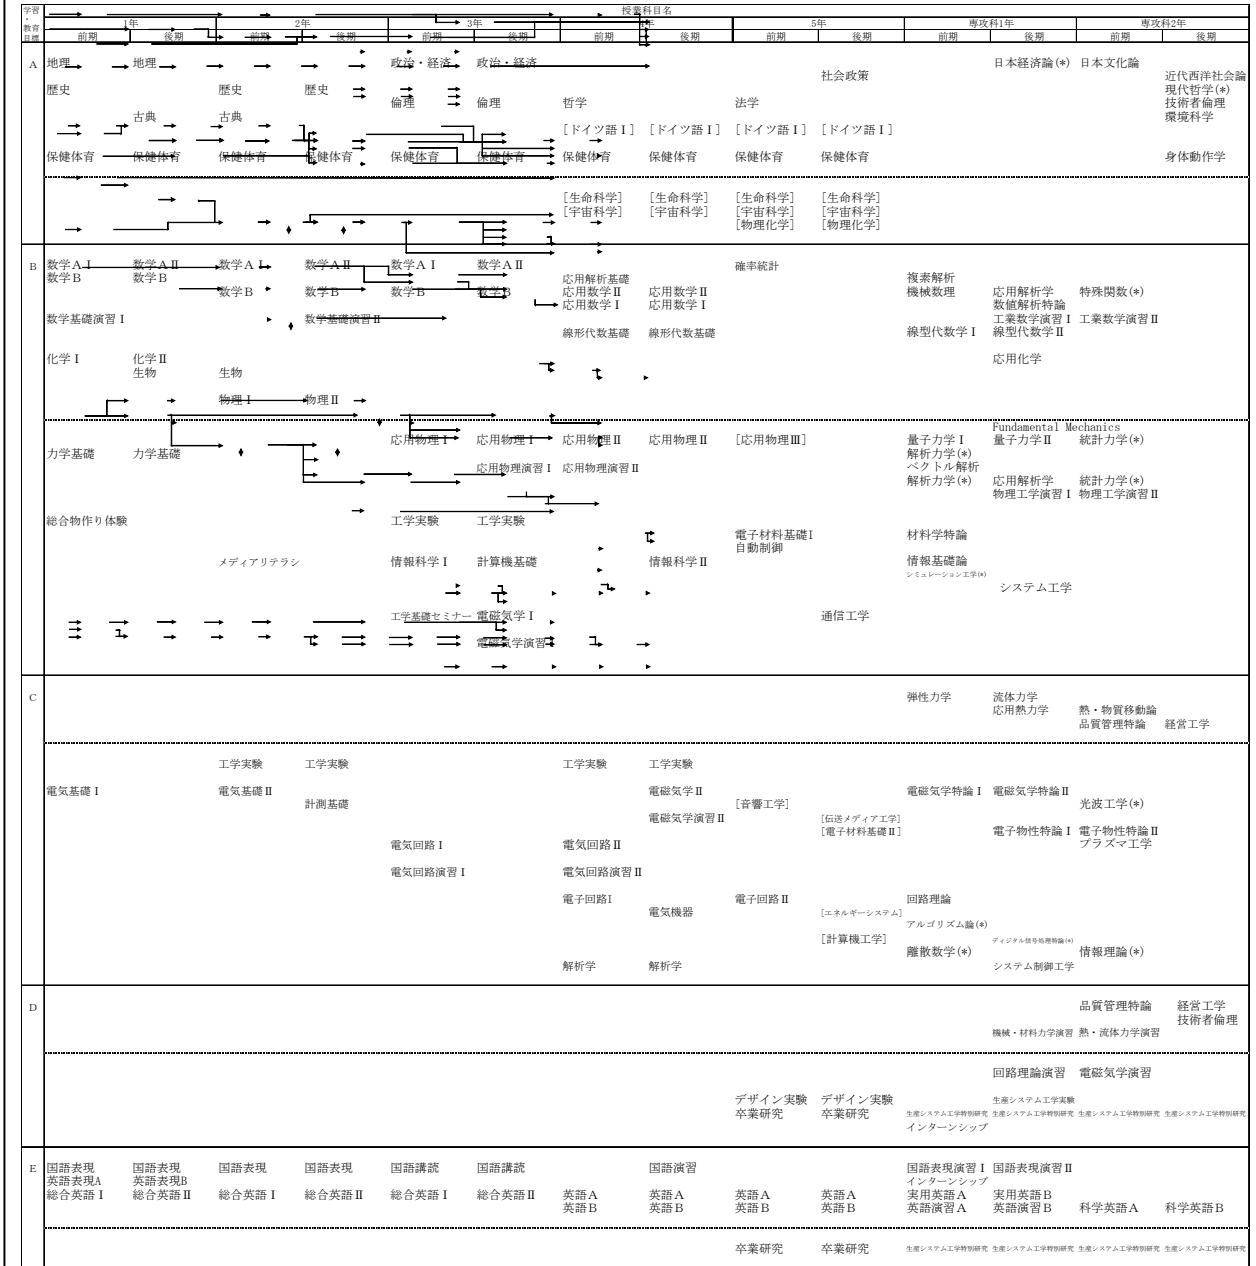 学習・教育目標 授業科目名
1年 2年 3年 4年 5年 専攻科1年 専攻科2年
前期 後期 前期 後期 前期 後期 前期 後期 前期 後期 前期 後期 前期 後期
A 地理 地理 政治・経済 政治・経済 日本経済論(*) 日本文化論
社会政策 近代西洋社会論
歴史 歴史 歴史 現代哲学(*)
倫理 倫理 哲学 法学 技術者倫理
古典 古典 環境科学
[ドイツ語Ⅰ] [ドイツ語Ⅰ] [ドイツ語Ⅰ] [ドイツ語Ⅰ]
保健体育 保健体育 保健体育 保健体育 保健体育 保健体育 保健体育 保健体育 保健体育 保健体育 身体動作学
[生命科学] [生命科学] [生命科学] [生命科学]
[宇宙科学] [宇宙科学] [宇宙科学] [宇宙科学]
[物理化学] [物理化学]
B 数学AⅠ 数学AⅡ 数学AⅠ 数学AⅡ 数学AⅠ 数学AⅡ 確率統計
数学B 数学B 応用解析基礎 複素解析
数学B 数学B 数学B 数学B 応用数学Ⅱ 応用数学Ⅱ 機械数理 応用解析学 特殊関数(*)
応用数学Ⅰ 応用数学Ⅰ 数値解析特論
数学基礎演習Ⅰ 数学基礎演習Ⅱ 工業数学演習Ⅰ 工業数学演習Ⅱ
線形代数基礎 線形代数基礎 線型代数学Ⅰ 線型代数学Ⅱ
化学Ⅰ 化学Ⅱ 応用化学
生物 生物
物理Ⅰ 物理Ⅱ
Fundamental Mechanics
応用物理Ⅰ 応用物理Ⅰ 応用物理Ⅱ 応用物理Ⅱ [応用物理Ⅲ] 量子力学Ⅰ 量子力学Ⅱ 統計力学(*)
力学基礎 力学基礎 解析力学(*)
応用物理演習Ⅰ 応用物理演習Ⅱ ベクトル解析
解析力学(*) 応用解析学 統計力学(*)
物理工学演習Ⅰ 物理工学演習Ⅱ
総合物作り体験 工学実験 工学実験
電子材料基礎Ⅰ 材料学特論
自動制御
メディアリテラシ 情報科学Ⅰ 計算機基礎 情報科学Ⅱ 情報基礎論
シミュレーション工学(*)
システム工学
工学基礎セミナー 電磁気学Ⅰ 通信工学
電磁気学演習
C 弾性力学 流体力学
応用熱力学 熱・物質移動論
品質管理特論 経営工学
工学実験 工学実験 工学実験 工学実験
電気基礎Ⅰ 電気基礎Ⅱ 電磁気学Ⅱ 電磁気学特論Ⅰ 電磁気学特論Ⅱ
計測基礎 [音響工学] 光波工学(*)
電磁気学演習Ⅱ [伝送メディア工学]
[電子材料基礎Ⅱ] 電子物性特論Ⅰ 電子物性特論Ⅱ
電気回路Ⅰ 電気回路Ⅱ プラズマ工学
電気回路演習Ⅰ 電気回路演習Ⅱ
電子回路Ⅰ 電子回路Ⅱ 回路理論
電気機器 [エネルギーシステム]
アルゴリズム論(*)
[計算機工学] ディジタル信号処理特論(*)
離散数学(*) 情報理論(*)
解析学 解析学 システム制御工学
D 品質管理特論 経営工学
技術者倫理
機械・材料力学演習 熱・流体力学演習
回路理論演習 電磁気学演習
デザイン実験 デザイン実験 生産システム工学実験
卒業研究 卒業研究 生産システム工学特別研究 生産システム工学特別研究 生産システム工学特別研究 生産システム工学特別研究
インターンシップ
E 国語表現 国語表現 国語表現 国語表現 国語講読 国語講読 国語演習 国語表現演習Ⅰ 国語表現演習Ⅱ
英語表現A 英語表現B インターンシップ
総合英語Ⅰ 総合英語Ⅱ 総合英語Ⅰ 総合英語Ⅱ 総合英語Ⅰ 総合英語Ⅱ 英語A 英語A 英語A 英語A 実用英語A 実用英語B
英語B 英語B 英語B 英語B 英語演習A 英語演習B 科学英語A 科学英語B
卒業研究 卒業研究 生産システム工学特別研究 生産システム工学特別研究 生産システム工学特別研究 生産システム工学特別研究